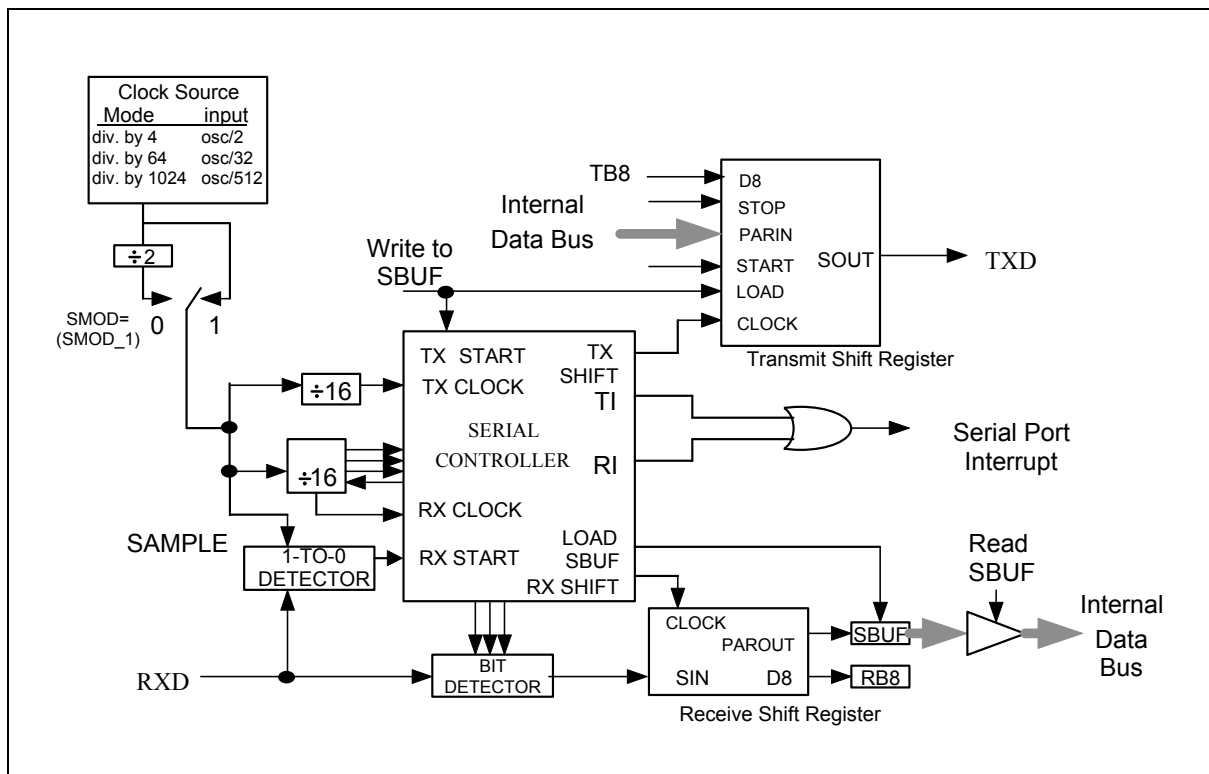 Clock Source
Mode input
div. by 4 osc/2
div. by 64 osc/32
div. by 1024 osc/512
÷2
SMOD=
(SMOD_1)
0 1
Write to
SBUF
TB8
Internal
Data Bus
D8
STOP
PARIN
START
LOAD
CLOCK
SOUT
TXD
Transmit Shift Register
÷16
÷16
TX START
TX CLOCK
SERIAL
CONTROLLER
RX CLOCK
RX START
TX
SHIFT
TI
RI
LOAD
SBUF
RX SHIFT
Serial Port
Interrupt
SAMPLE
1-TO-0
DETECTOR
RXD
BIT
DETECTOR
CLOCK
PAROUT
SIN D8
Receive Shift Register
SBUF
RB8
Read
SBUF
Internal
Data
Bus